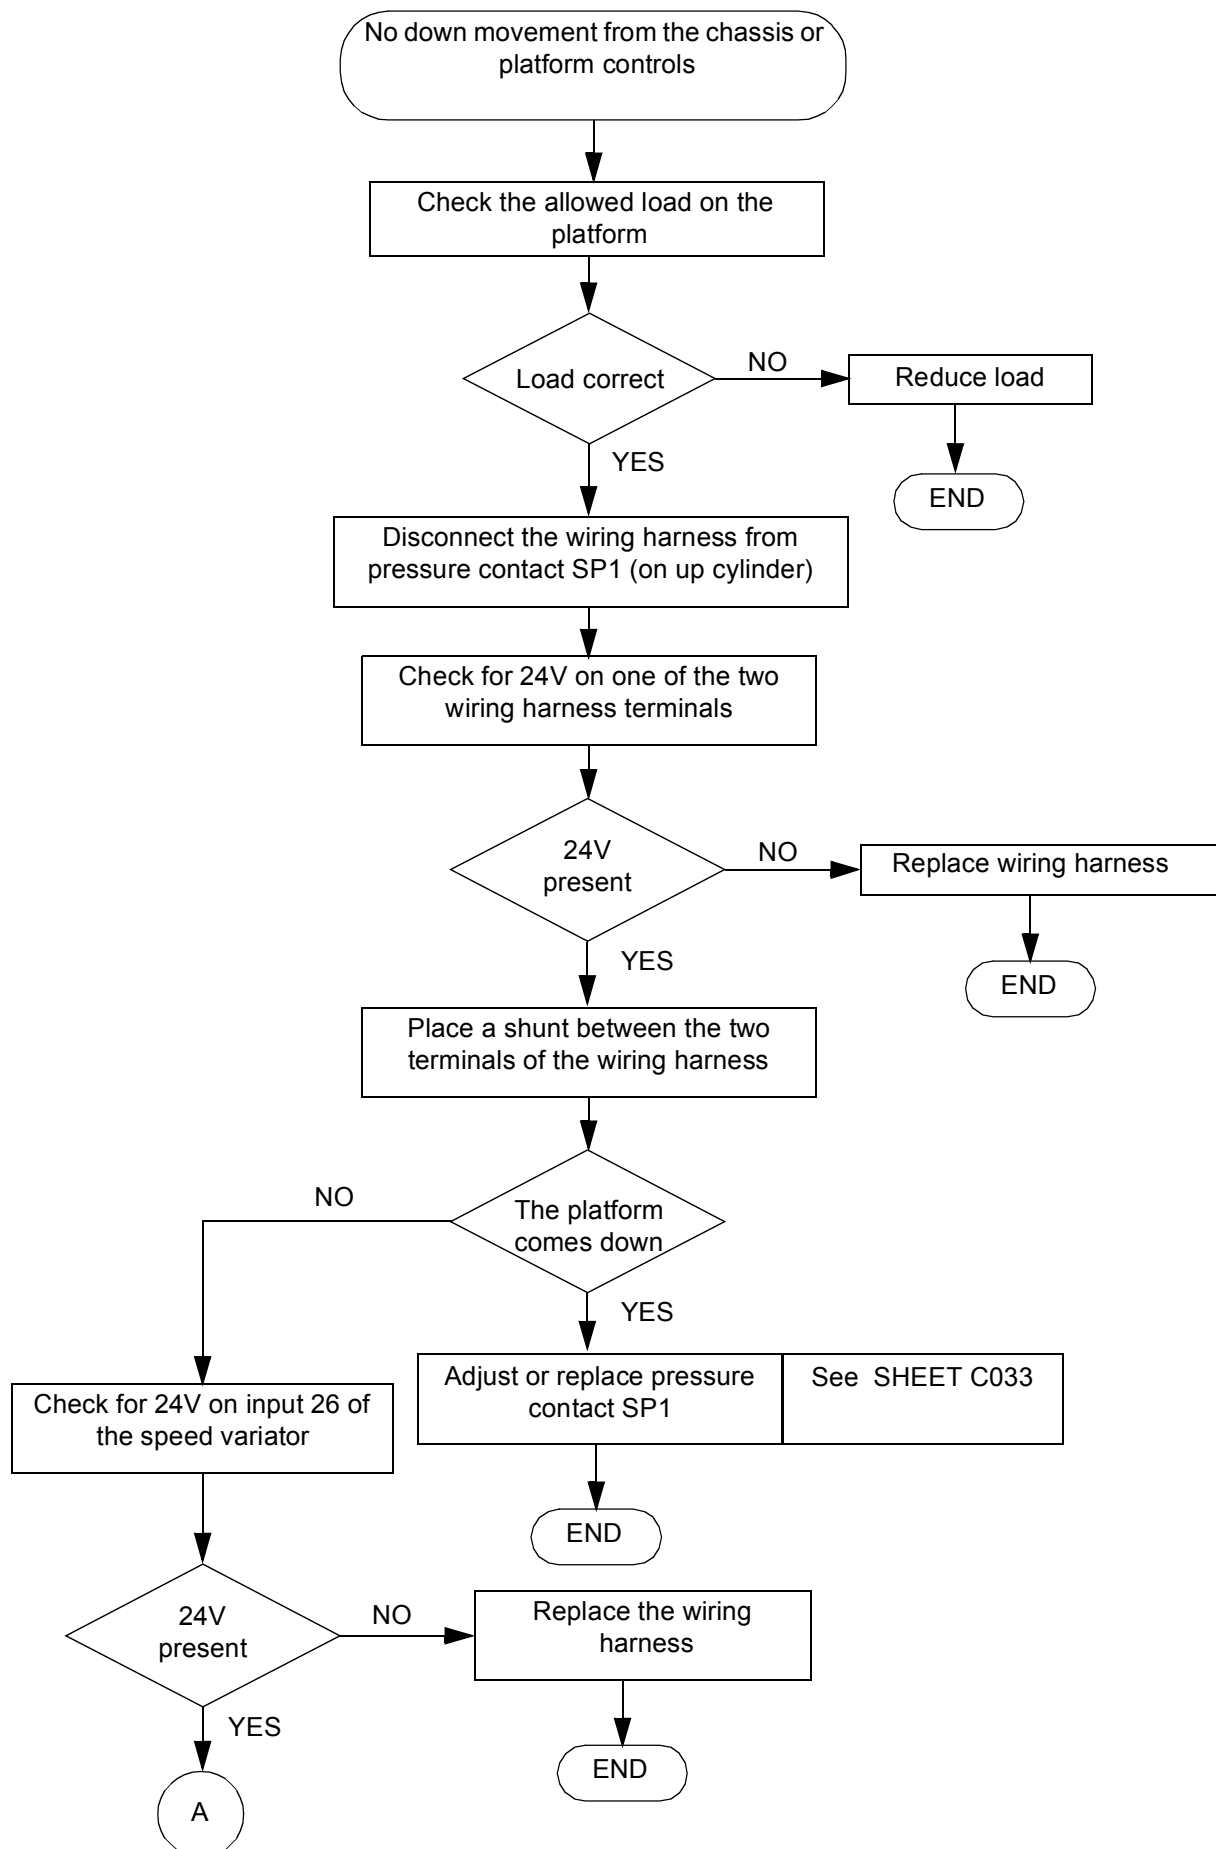 No down movement from the chassis or
platform controls
Check the allowed load on the
platform
Load correct
NO
Reduce load
END
YES
Disconnect the wiring harness from
pressure contact SP1 (on up cylinder)
Check for 24V on one of the two
wiring harness terminals
24V
present
NO
Replace wiring harness
END
YES
Place a shunt between the two
terminals of the wiring harness
The platform
comes down
NO
YES
Adjust or replace pressure
contact SP1
See SHEET C033
END
Check for 24V on input 26 of
the speed variator
24V
present
NO
Replace the wiring
harness
END
YES
A